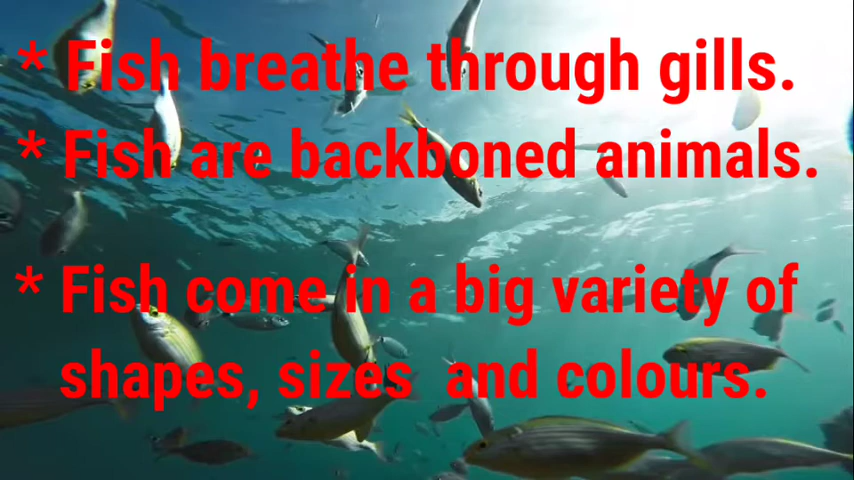 * Fish breathe through gills.
* Fish are backboned animals.
* Fish come in a big variety of
shapes, sizes and colours.